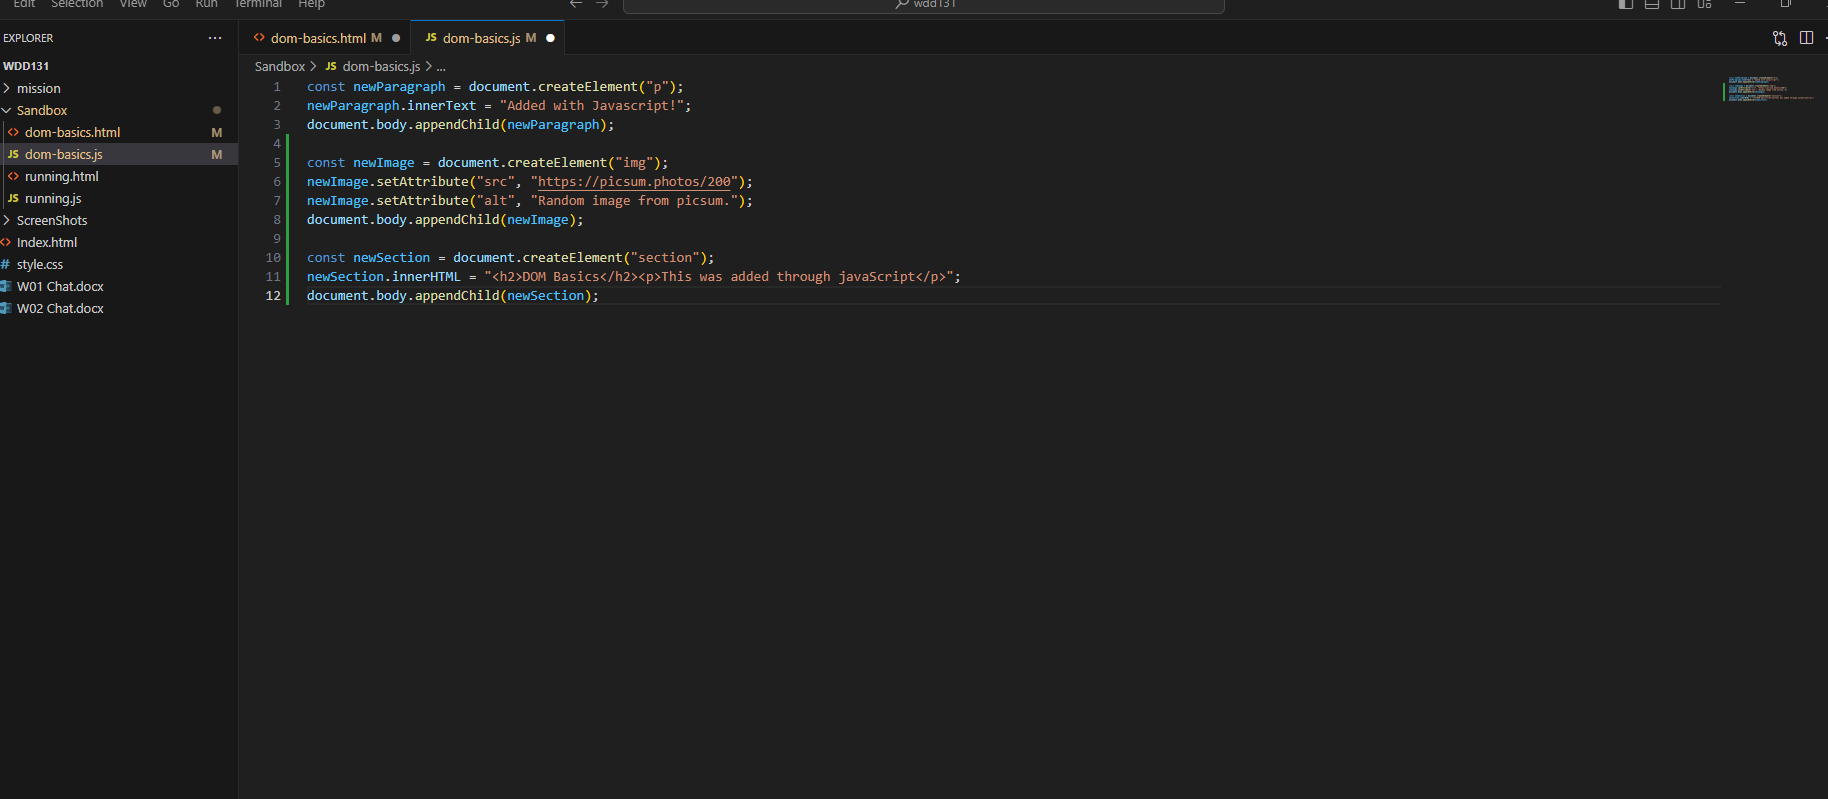 Edit Selection View Go Run Terminal Help
wdd131
EXPLORER
WDD131
mission
Sandbox
dom-basics.html M
dom-basics.js M
running.html
running.js
ScreenShots
Index.html
style.css
W01 Chat.docx
W02 Chat.docx
dom-basics.html M
JS dom-basics.js M
Sandbox > JS dom-basics.js > ...
1 const newParagraph = document.createElement("p");
2 newParagraph.innerText = "Added with Javascript!";
3 document.body.appendChild(newParagraph);
4
5 const newImage = document.createElement("img");
6 newImage.setAttribute("src", "https://picsum.photos/200");
7 newImage.setAttribute("alt", "Random image from picsum.");
8 document.body.appendChild(newImage);
9
10 const newSection = document.createElement("section");
11 newSection.innerHTML = "<h2>DOM Basics</h2><p>This was added through javaScript</p>";
12 document.body.appendChild(newSection);